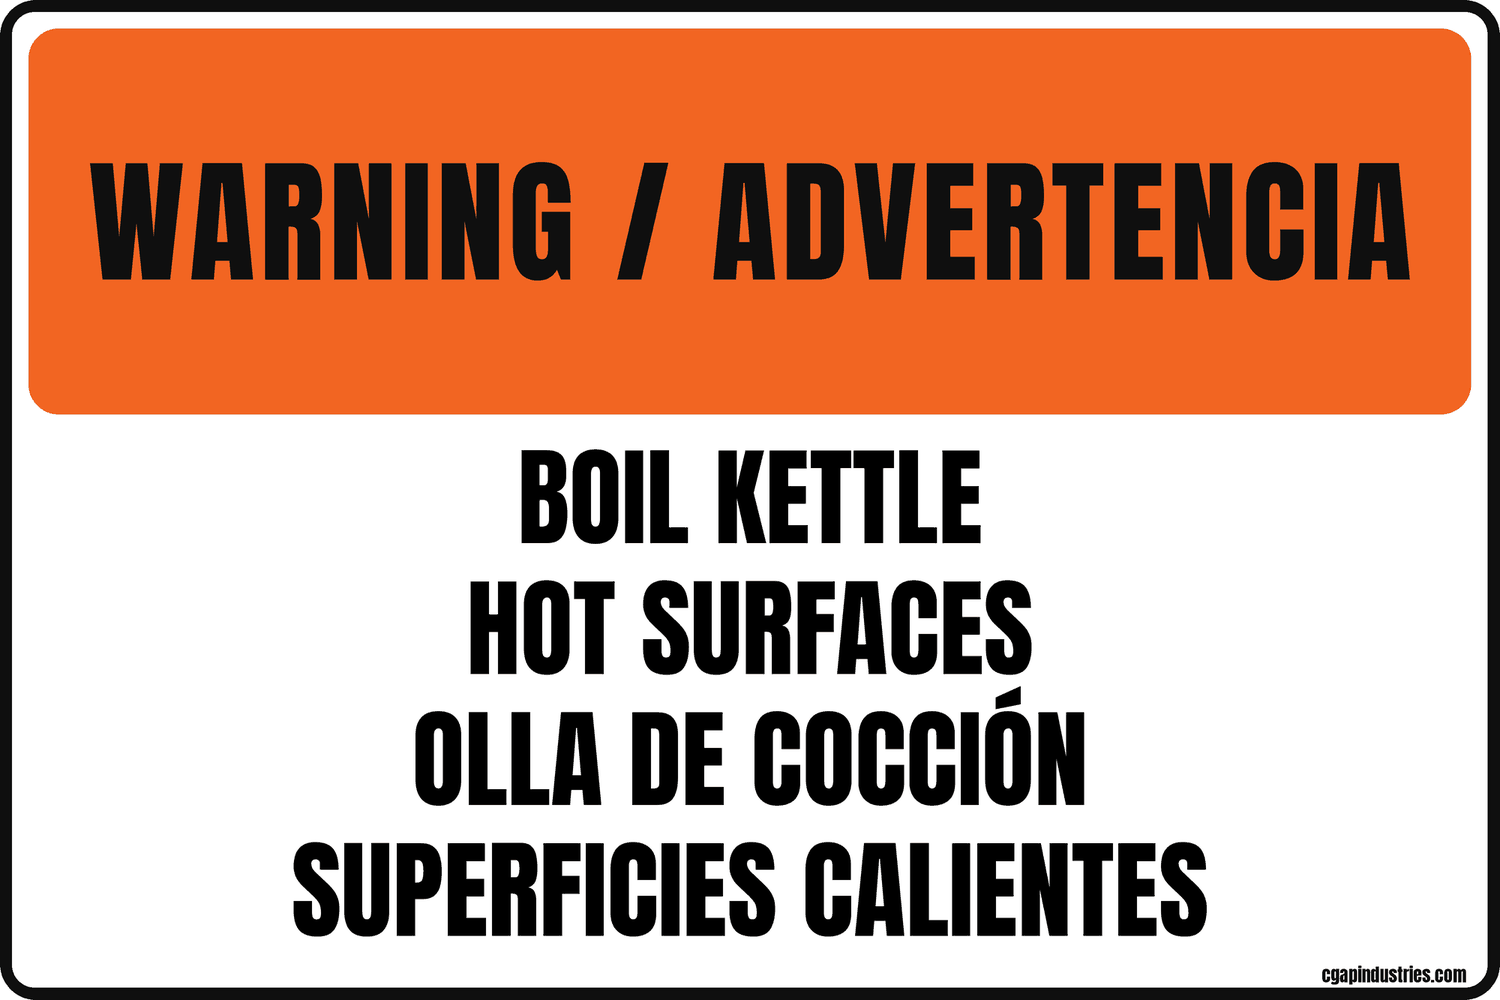 WARNING / ADVERTENCIA
BOIL KETTLE
HOT SURFACES
OLLA DE COCCIÓN
SUPERFICIES CALIENTES
cgapindustries.com